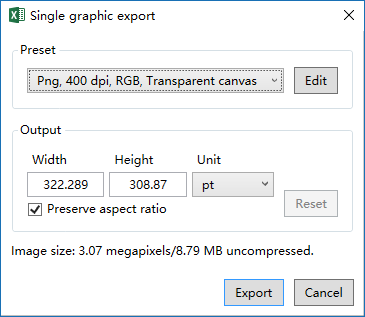 Single graphic export
Preset
Png, 400 dpi, RGB, Transparent canvas
Edit
Output
Width Height Unit
322.289 308.87 pt
Preserve aspect ratio
Reset
Image size: 3.07 megapixels/8.79 MB uncompressed.
Export Cancel